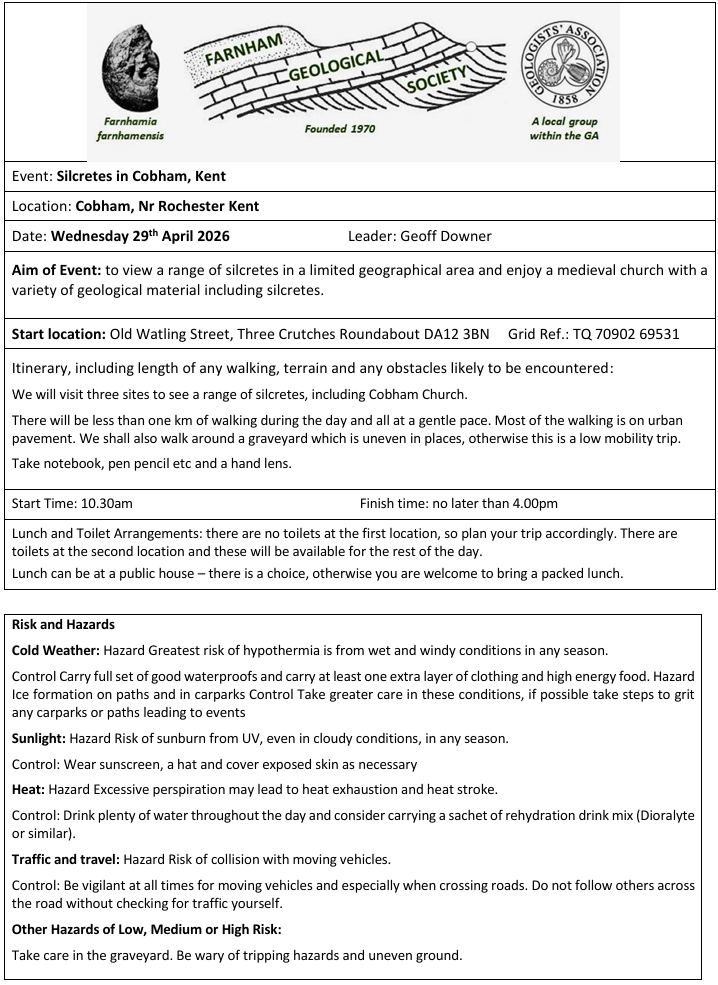 FARNHAM
GEOLOGICAL
SOCIETY
Farnhamia
farnhamensis
Founded 1970
GEOLOGISTS' ASSOCIATION
1858
A local group
within the GA
Event: Silcretes in Cobham, Kent
Location: Cobham, Nr Rochester Kent
Date: Wednesday 29th April 2026 Leader: Geoff Downer
Aim of Event: to view a range of silcretes in a limited geographical area and enjoy a medieval church with a
variety of geological material including silcretes.
Start location: Old Watling Street, Three Crutches Roundabout DA12 3BN Grid Ref.: TQ 70902 69531
Itinerary, including length of any walking, terrain and any obstacles likely to be encountered:
We will visit three sites to see a range of silcretes, including Cobham Church.
There will be less than one km of walking during the day and all at a gentle pace. Most of the walking is on urban
pavement. We shall also walk around a graveyard which is uneven in places, otherwise this is a low mobility trip.
Take notebook, pen pencil etc and a hand lens.
Start Time: 10.30am Finish time: no later than 4.00pm
Lunch and Toilet Arrangements: there are no toilets at the first location, so plan your trip accordingly. There are
toilets at the second location and these will be available for the rest of the day.
Lunch can be at a public house – there is a choice, otherwise you are welcome to bring a packed lunch.
Risk and Hazards
Cold Weather: Hazard Greatest risk of hypothermia is from wet and windy conditions in any season.
Control Carry full set of good waterproofs and carry at least one extra layer of clothing and high energy food. Hazard
Ice formation on paths and in carparks Control Take greater care in these conditions, if possible take steps to grit
any carparks or paths leading to events
Sunlight: Hazard Risk of sunburn from UV, even in cloudy conditions, in any season.
Control: Wear sunscreen, a hat and cover exposed skin as necessary
Heat: Hazard Excessive perspiration may lead to heat exhaustion and heat stroke.
Control: Drink plenty of water throughout the day and consider carrying a sachet of rehydration drink mix (Dioralyte
or similar).
Traffic and travel: Hazard Risk of collision with moving vehicles.
Control: Be vigilant at all times for moving vehicles and especially when crossing roads. Do not follow others across
the road without checking for traffic yourself.
Other Hazards of Low, Medium or High Risk:
Take care in the graveyard. Be wary of tripping hazards and uneven ground.